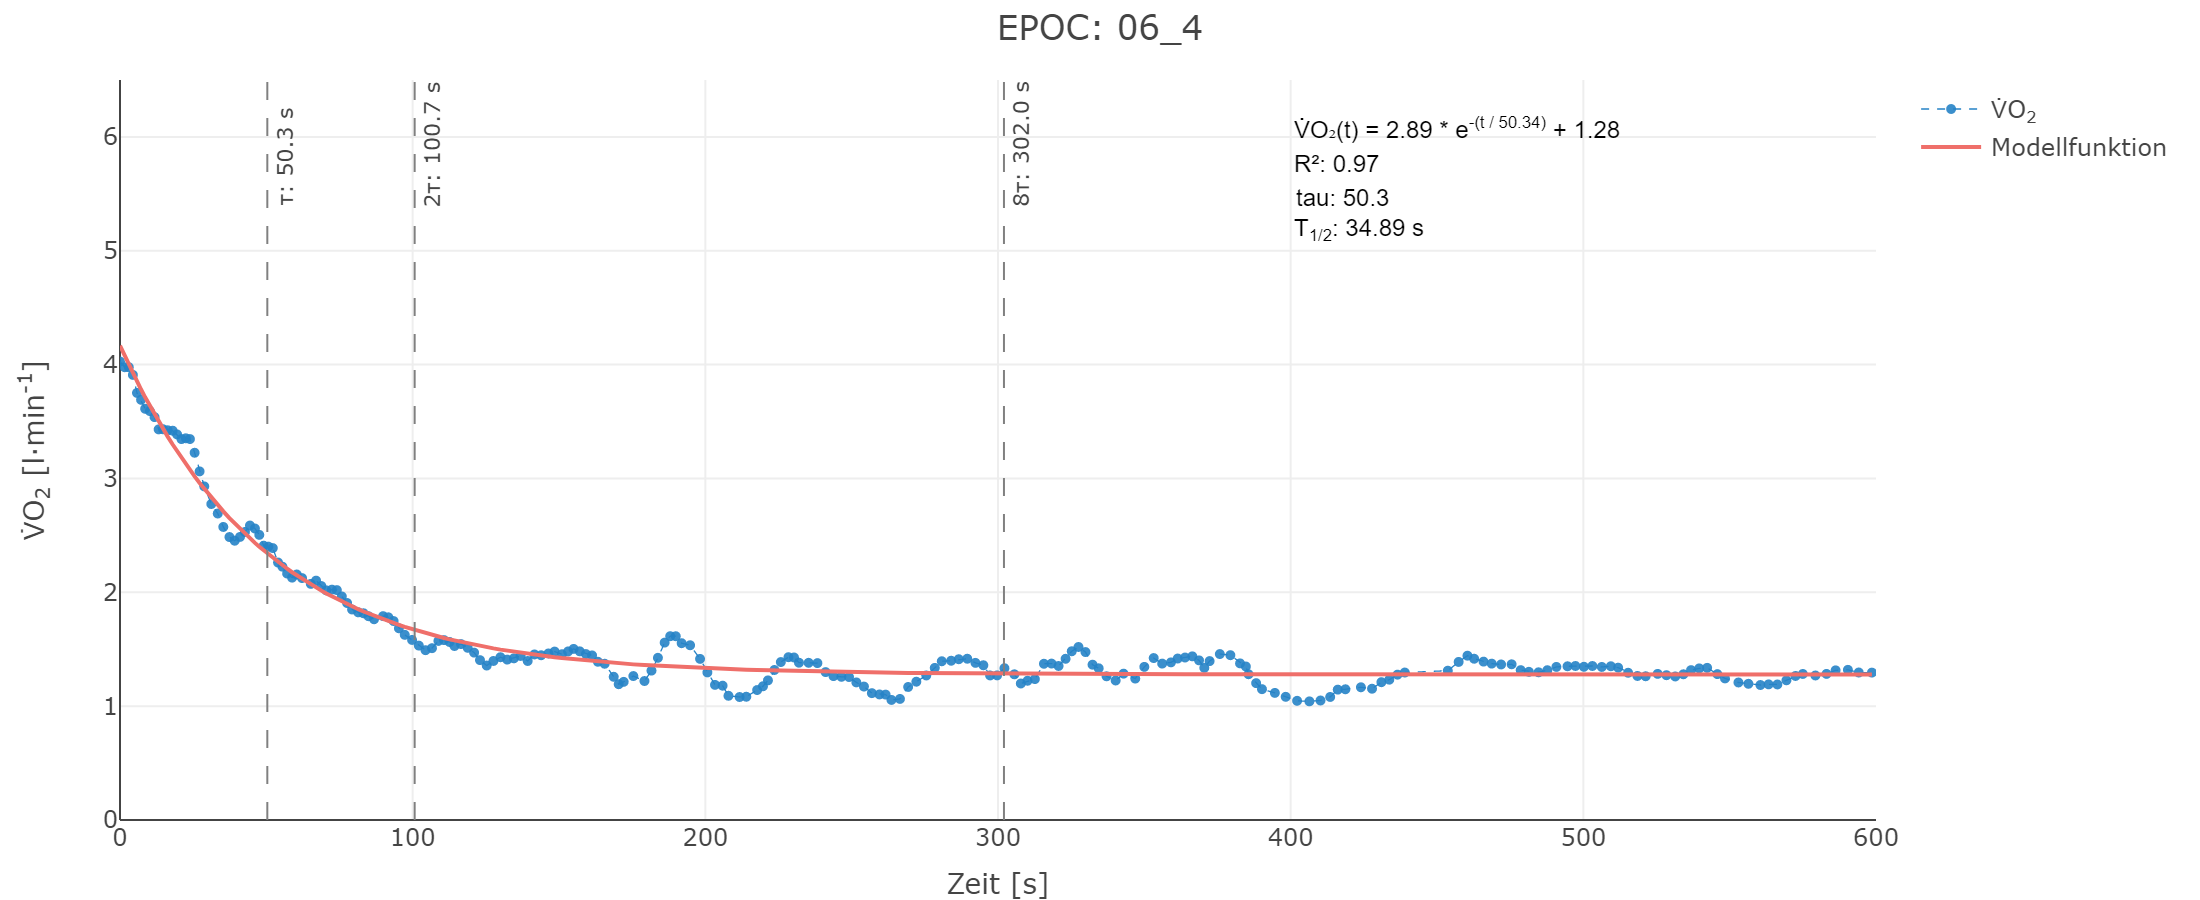 EPOC: 06_4
τ: 50.3 s
2τ: 100.7 s
8τ: 302.0 s
V̇O₂(t) = 2.89 * e^-(t / 50.34) + 1.28
R²: 0.97
tau: 50.3
T1/2: 34.89 s
V̇O₂
Modellfunktion
V̇O₂ [l·min⁻¹]
6
5
4
3
2
1
0
0 100 200 300 400 500 600
Zeit [s]